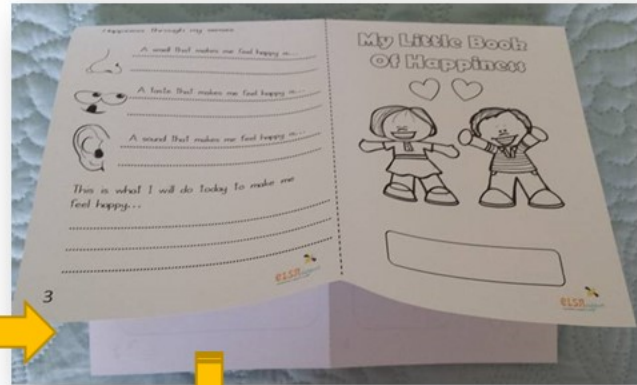 Happiness through my senses
A smell that makes me feel happy is...
A taste that makes me feel happy is...
A sound that makes me feel happy is...
This is what I will do today to make me
feel happy...
elsa
3
My Little Book
Of Happiness
elsa